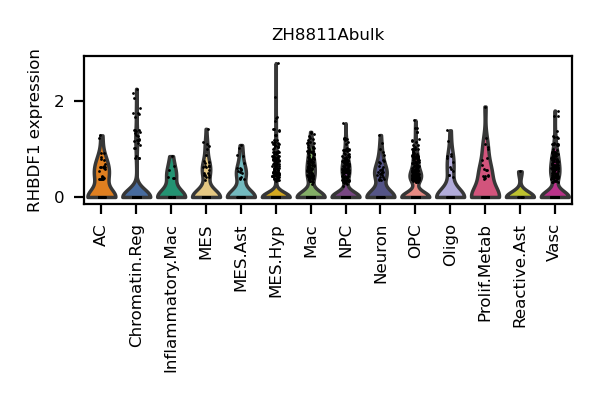 ZH8811Abulk
RHBDF1 expression
2
0
AC
Chromatin.Reg
Inflammatory.Mac
MES
MES.Ast
MES.Hyp
Mac
NPC
Neuron
OPC
Oligo
Prolif.Metab
Reactive.Ast
Vasc